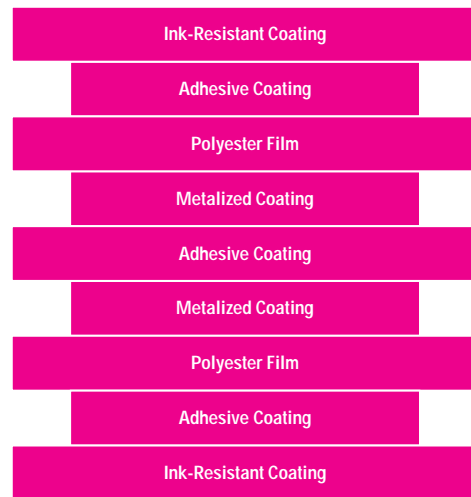 Ink-Resistant Coating
Adhesive Coating
Polyester Film
Metalized Coating
Adhesive Coating
Metalized Coating
Polyester Film
Adhesive Coating
Ink-Resistant Coating